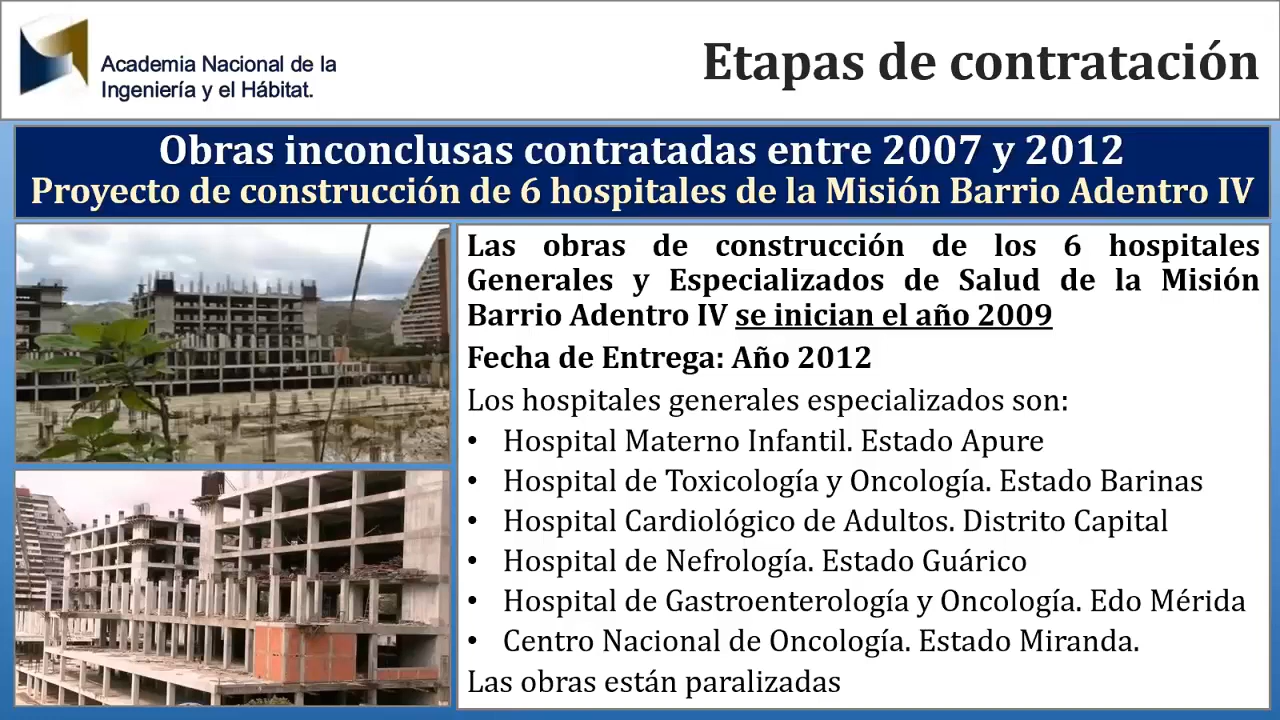 Academia Nacional de la
Ingeniería y el Hábitat.
Etapas de contratación
Obras inconclusas contratadas entre 2007 y 2012
Proyecto de construcción de 6 hospitales de la Misión Barrio Adentro IV
Las obras de construcción de los 6 hospitales
Generales y Especializados de Salud de la Misión
Barrio Adentro IV se inician el año 2009
Fecha de Entrega: Año 2012
Los hospitales generales especializados son:
• Hospital Materno Infantil. Estado Apure
• Hospital de Toxicología y Oncología. Estado Barinas
• Hospital Cardiológico de Adultos. Distrito Capital
• Hospital de Nefrología. Estado Guárico
• Hospital de Gastroenterología y Oncología. Edo Mérida
• Centro Nacional de Oncología. Estado Miranda.
Las obras están paralizadas